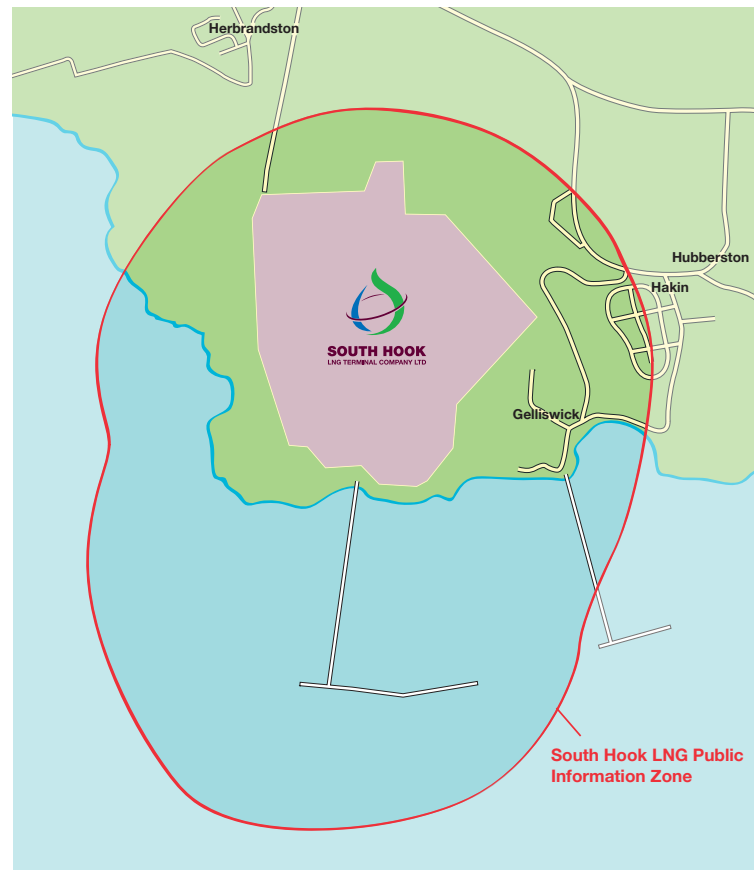 Herbrandston
Hubberston
Hakin
SOUTH HOOK
LNG TERMINAL COMPANY LTD
Gelliswick
South Hook LNG Public
Information Zone